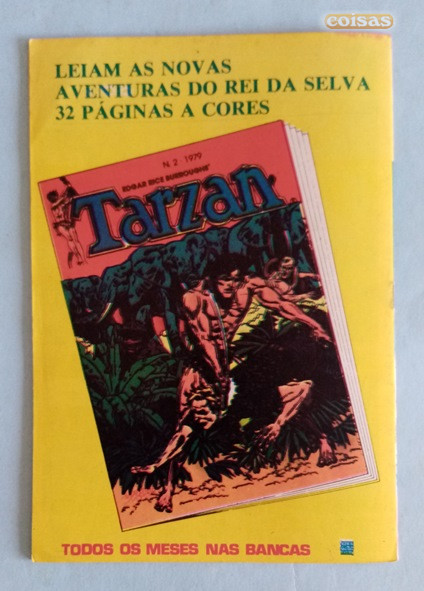 coisas
LEIAM AS NOVAS
AVENTURAS DO REI DA SELVA
32 PÁGINAS A CORES
N. 2 1979
EDGAR RICE BURROUGHS'
Tarzan
TODOS OS MESES NAS BANCAS